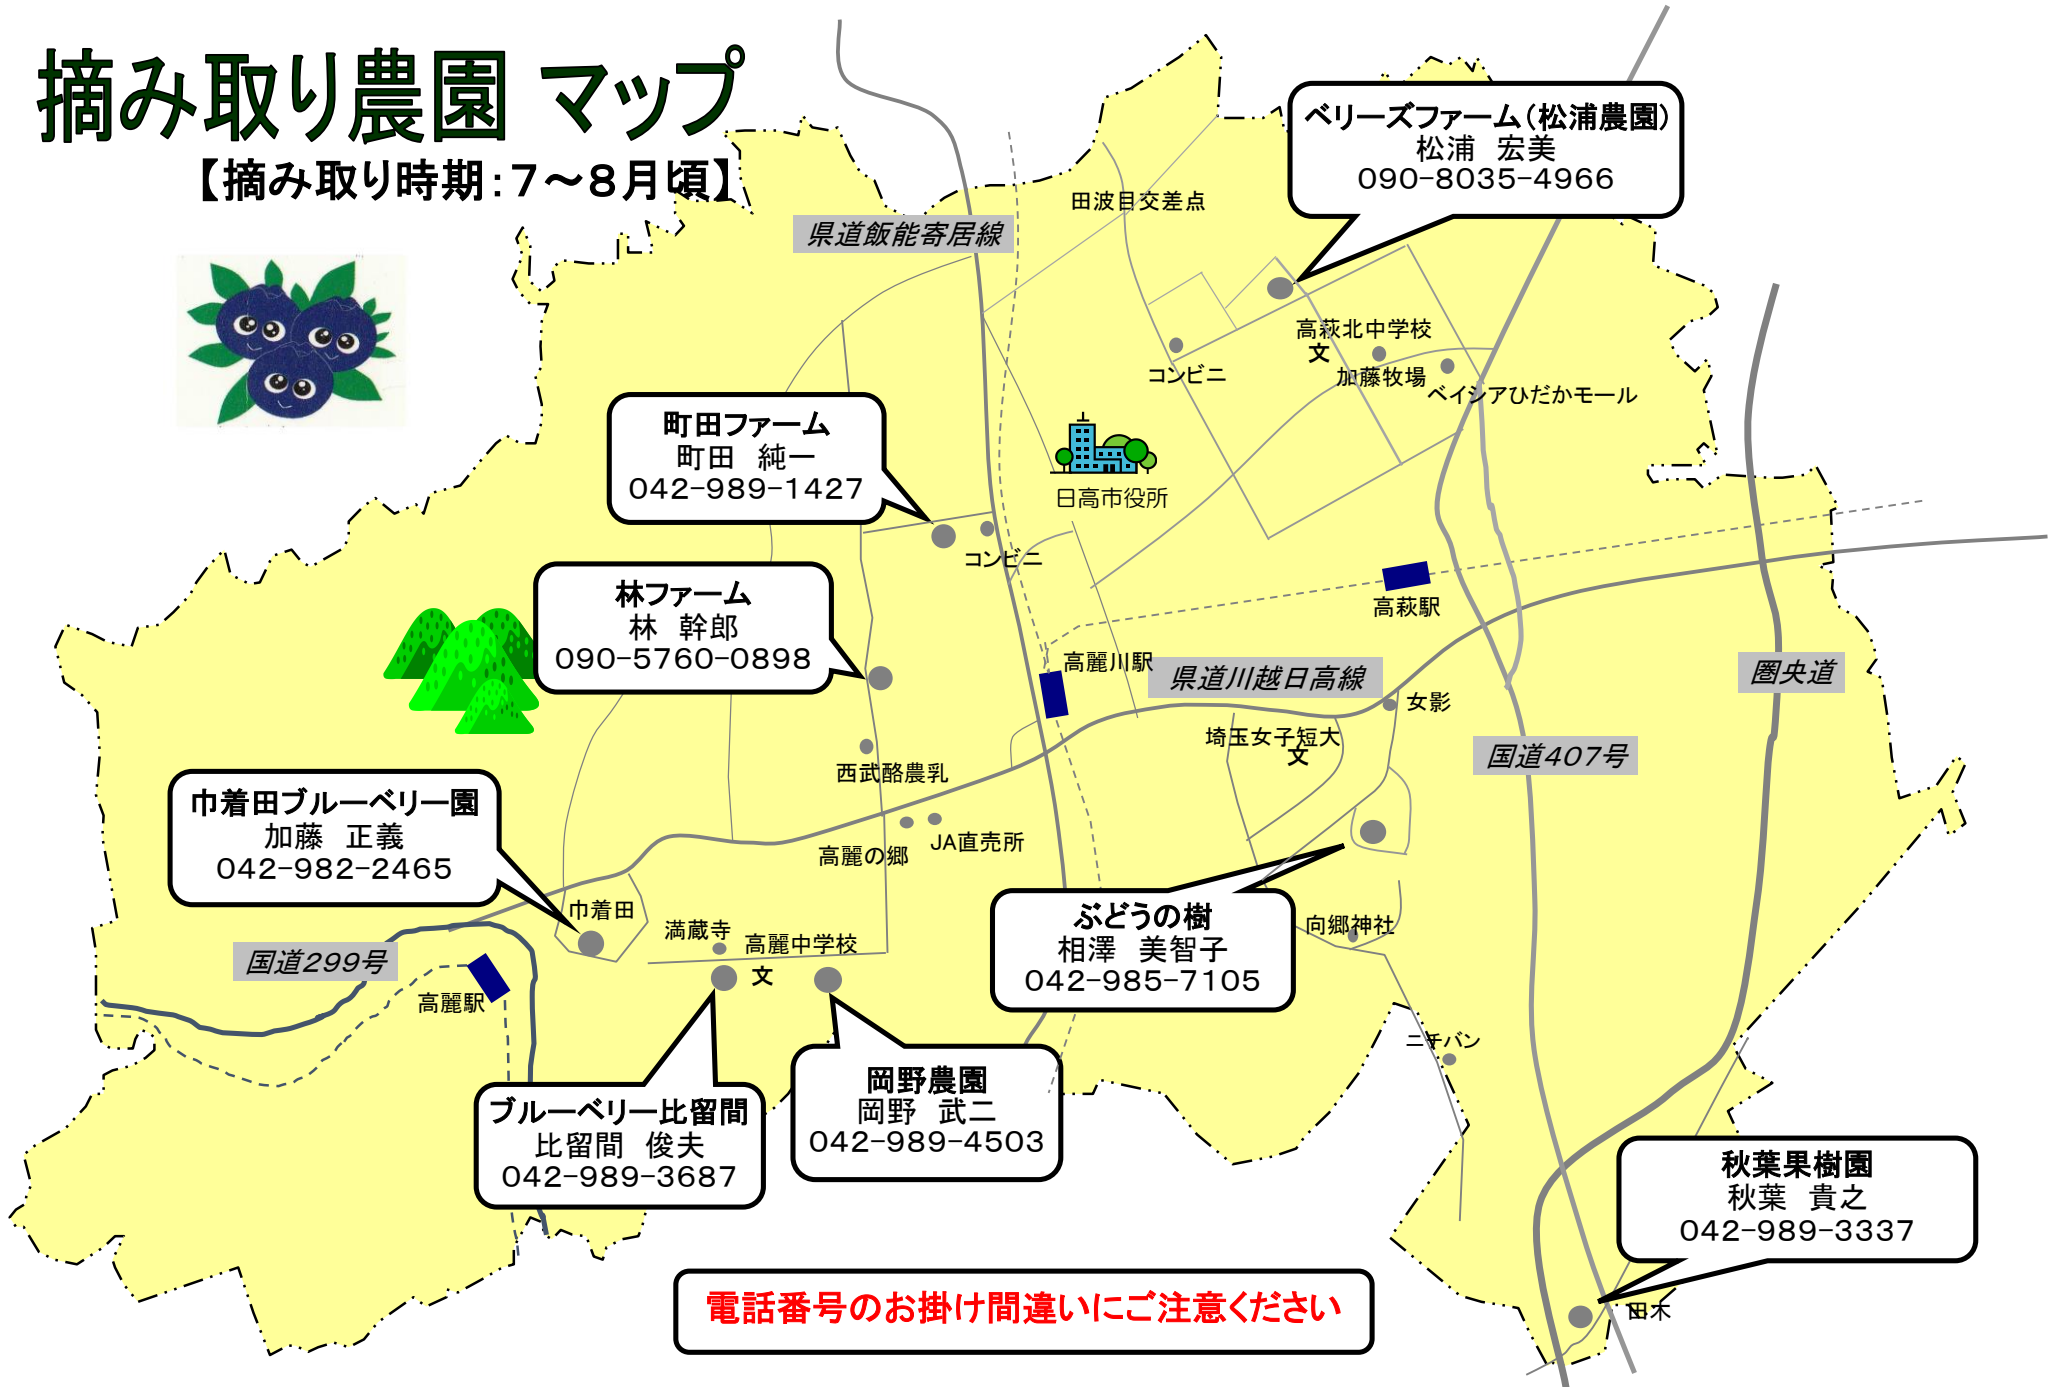 摘み取り農園 マップ
【摘み取り時期：７～８月頃】
ベリーズファーム（松浦農園）
松浦　宏美
090-8035-4966
田波目交差点
県道飯能寄居線
高萩北中学校
文
コンビニ
加藤牧場
ベイシアひだかモール
町田ファーム
町田　純一
042-989-1427
日高市役所
コンビニ
林ファーム
林　幹郎
090-5760-0898
高萩駅
高麗川駅
県道川越日高線
圏央道
女影
埼玉女子短大
文
国道407号
西武酪農乳
巾着田ブルーベリー園
加藤　正義
042-982-2465
高麗の郷
JA直売所
巾着田
満蔵寺
高麗中学校
文
ぶどうの樹
相澤　美智子
042-985-7105
向郷神社
国道299号
高麗駅
ニチバン
ブルーベリー比留間
比留間　俊夫
042-989-3687
岡野農園
岡野　武二
042-989-4503
秋葉果樹園
秋葉　貴之
042-989-3337
田木
電話番号のお掛け間違いにご注意ください